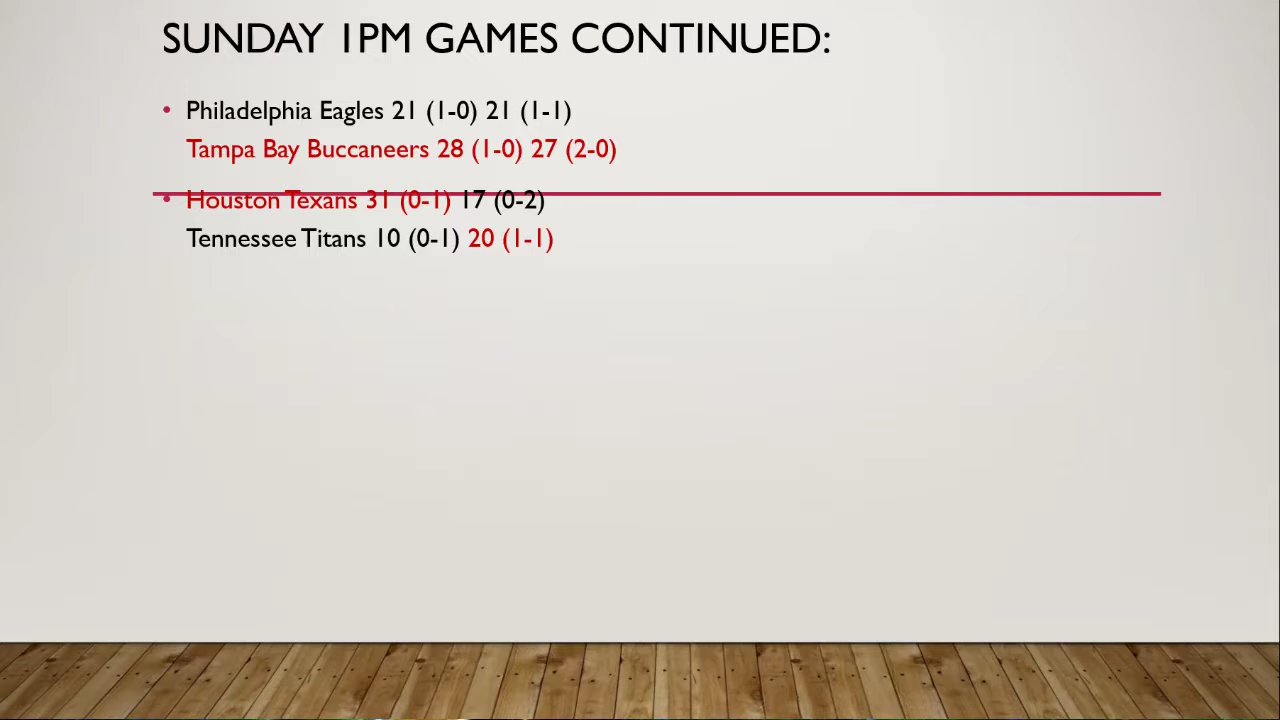 SUNDAY 1PM GAMES CONTINUED:
• Philadelphia Eagles 21 (1-0) 21 (1-1)
Tampa Bay Buccaneers 28 (1-0) 27 (2-0)
• Houston Texans 31 (0-1) 17 (0-2)
Tennessee Titans 10 (0-1) 20 (1-1)